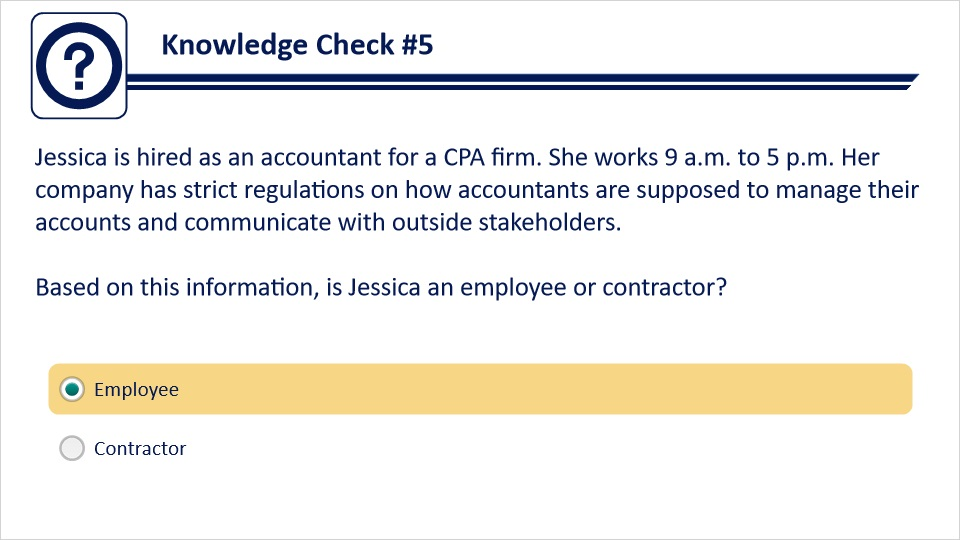 ?
Knowledge Check #5
Jessica is hired as an accountant for a CPA firm. She works 9 a.m. to 5 p.m. Her
company has strict regulations on how accountants are supposed to manage their
accounts and communicate with outside stakeholders.
Based on this information, is Jessica an employee or contractor?
Employee
Contractor